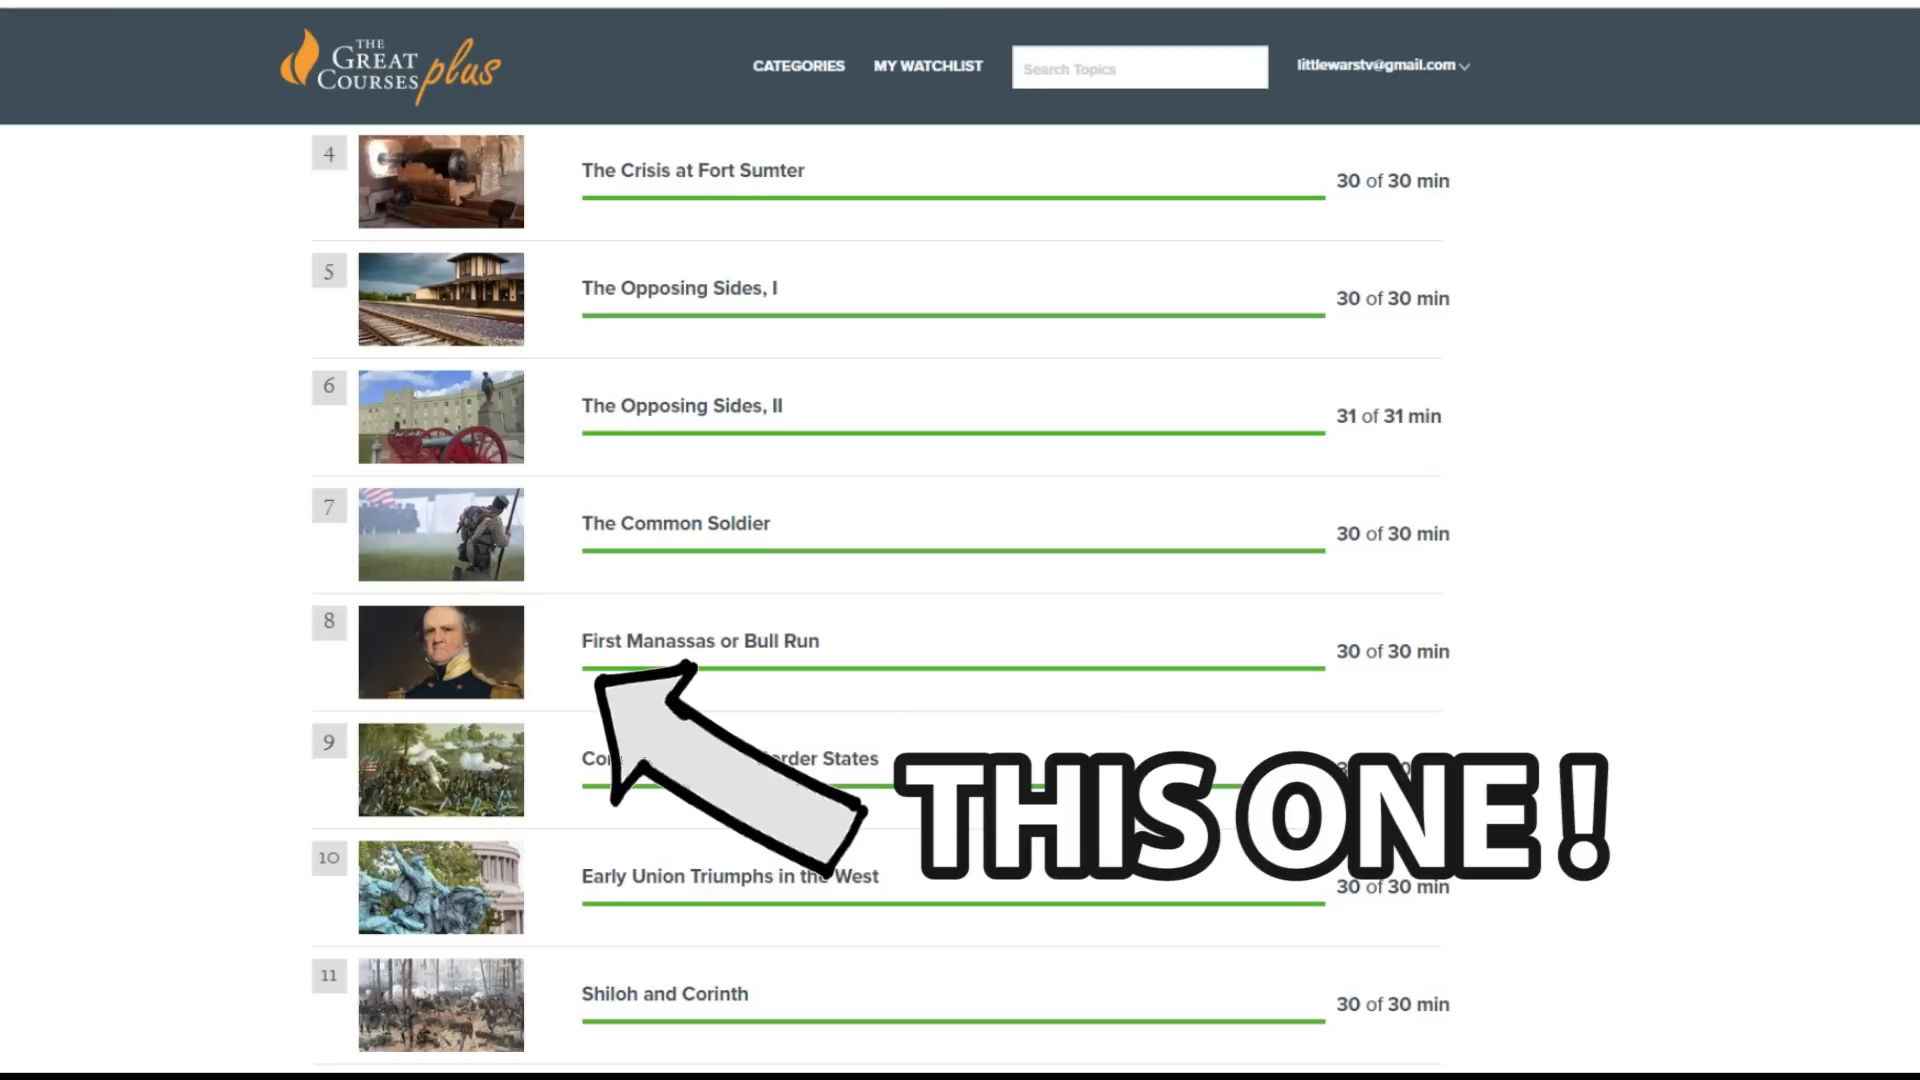 THE
GREAT
COURSES plus
CATEGORIES
MY WATCHLIST
Search Topics
littlewarstv@gmail.com
4
The Crisis at Fort Sumter
30 of 30 min
5
The Opposing Sides, I
30 of 30 min
6
The Opposing Sides, II
31 of 31 min
7
The Common Soldier
30 of 30 min
8
First Manassas or Bull Run
30 of 30 min
9
States
THIS ONE!
10
Early Union Triumphs in the West
30 of 30 min
11
Shiloh and Corinth
30 of 30 min